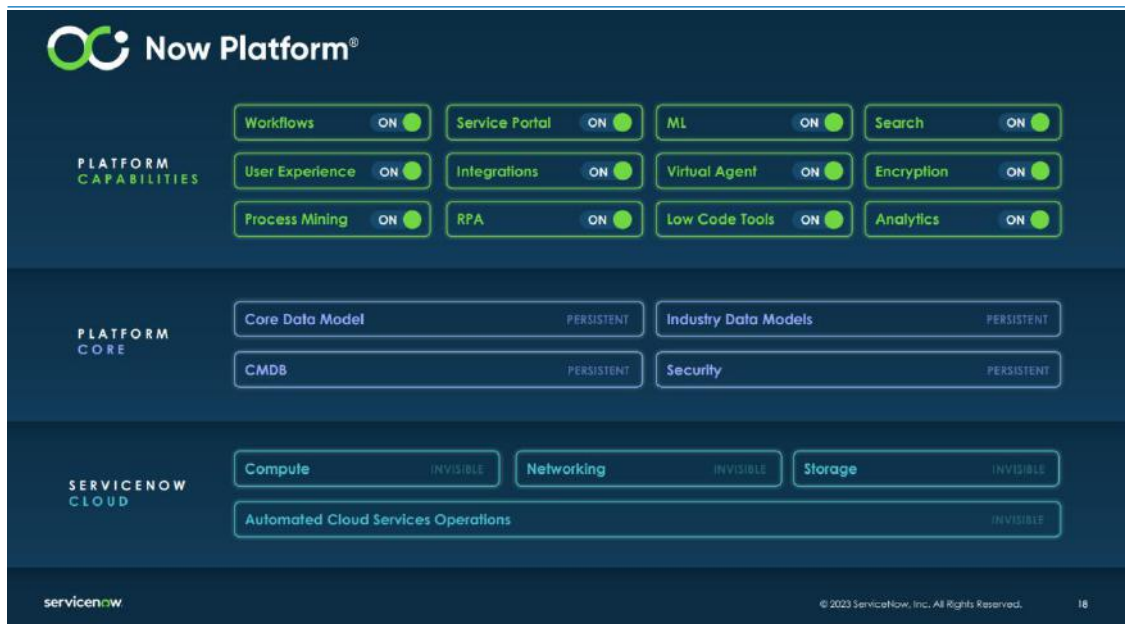 Now Platform®
PLATFORM
CAPABILITIES
Workflows ON Service Portal ON ML ON Search ON
User Experience ON Integrations ON Virtual Agent ON Encryption ON
Process Mining ON RPA ON Low Code Tools ON Analytics ON
PLATFORM
CORE
Core Data Model PERSISTENT Industry Data Models PERSISTENT
CMDB PERSISTENT Security PERSISTENT
SERVICENOW
CLOUD
Compute INVISIBLE Networking INVISIBLE Storage INVISIBLE
Automated Cloud Services Operations INVISIBLE
servicenow © 2023 ServiceNow, Inc. All Rights Reserved. 18